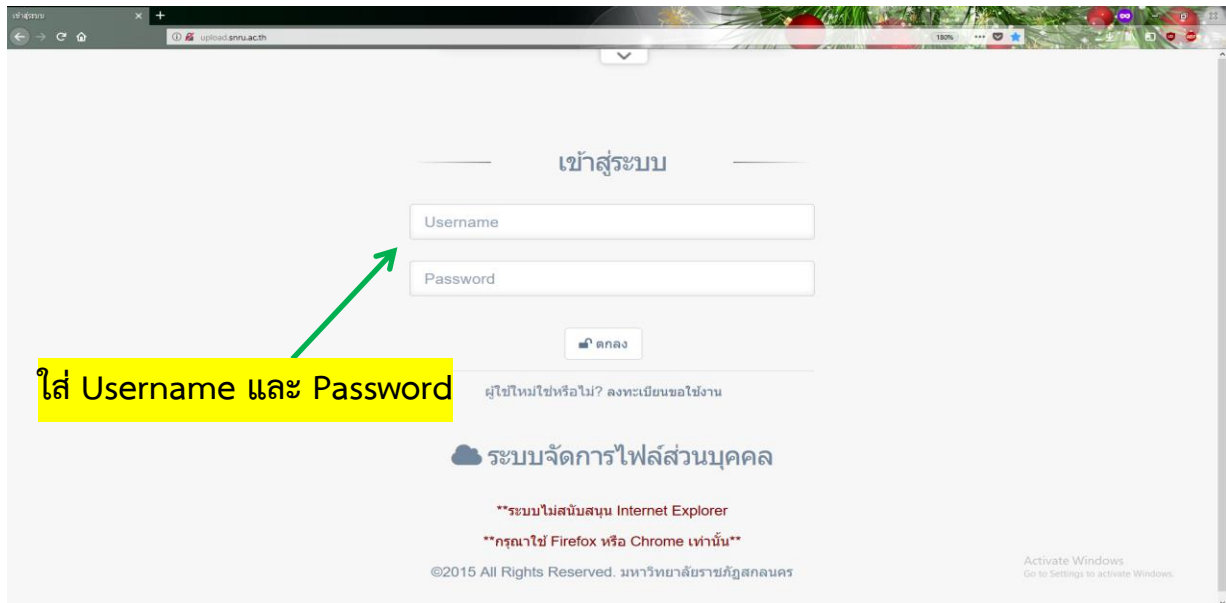 เข้าสู่ระบบ
upload.snru.ac.th
180%
เข้าสู่ระบบ
Username
Password
ตกลง
ใส่ Username และ Password
ผู้ใช้ใหม่ใช่หรือไม่? ลงทะเบียนขอใช้งาน
ระบบจัดการไฟล์ส่วนบุคคล
**ระบบไม่สนับสนุน Internet Explorer
**กรุณาใช้ Firefox หรือ Chrome เท่านั้น**
©2015 All Rights Reserved. มหาวิทยาลัยราชภัฏสกลนคร
Activate Windows
Go to Settings to activate Windows.